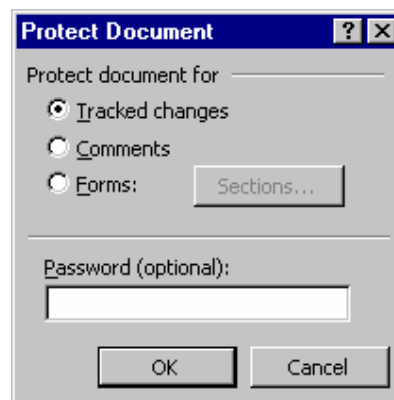 Protect Document
Protect document for
Tracked changes
Comments
Forms: Sections...
Password (optional):
OK Cancel